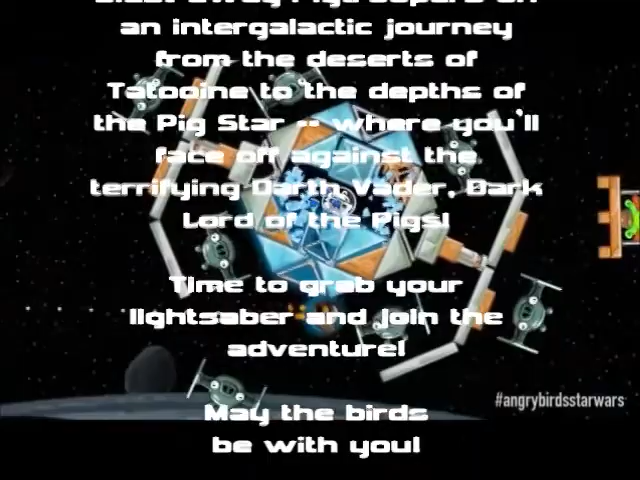 an intergalactic journey
from the deserts of
Tatooine to the depths of
the Pig Star -- where you'll
face off against the
terrifying Darth Vader, Dark
Lord of the Pigs!
Time to grab your
lightsaber and join the
adventure!
#angrybirdsstarwars
May the birds
be with you!